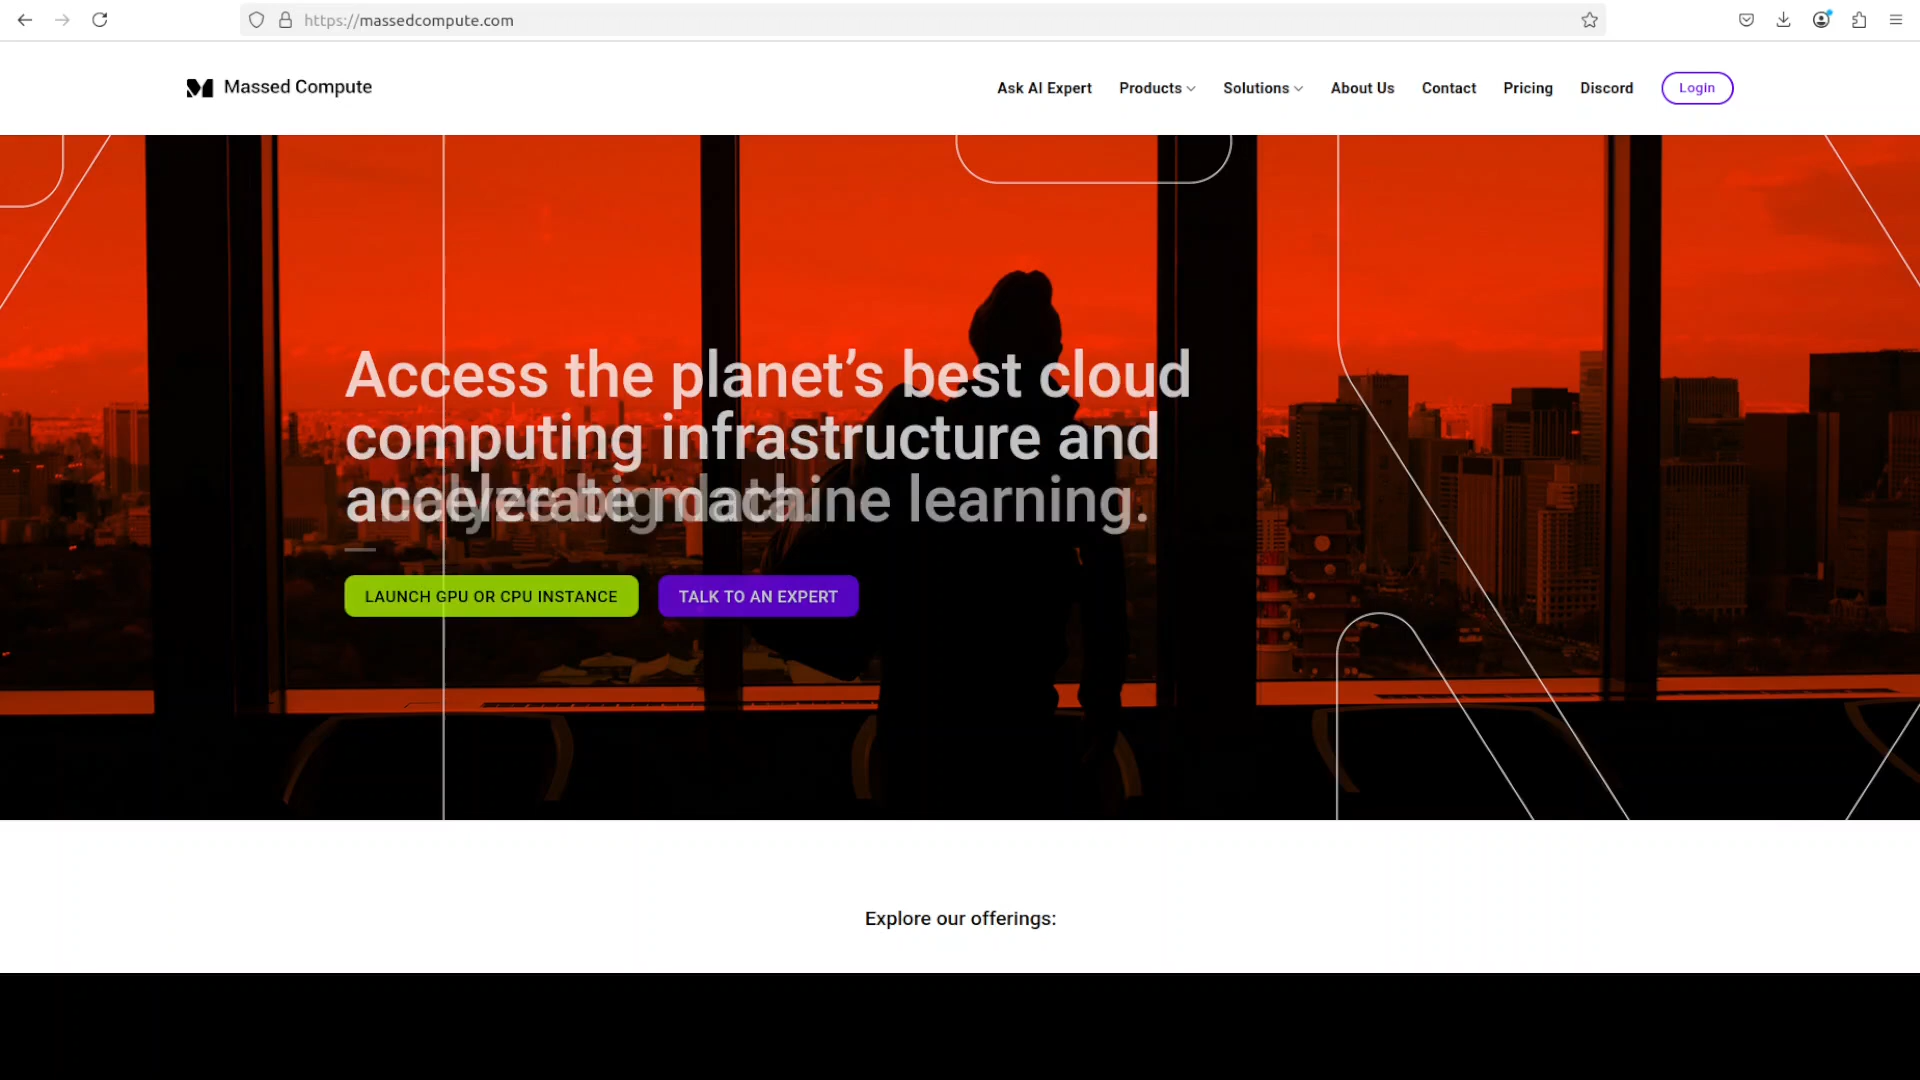 https://massedcompute.com
Massed Compute
Ask AI Expert Products Solutions About Us Contact Pricing Discord Login
Access the planet’s best cloud
computing infrastructure and
accelerate machine learning.
LAUNCH GPU OR CPU INSTANCE TALK TO AN EXPERT
Explore our offerings: